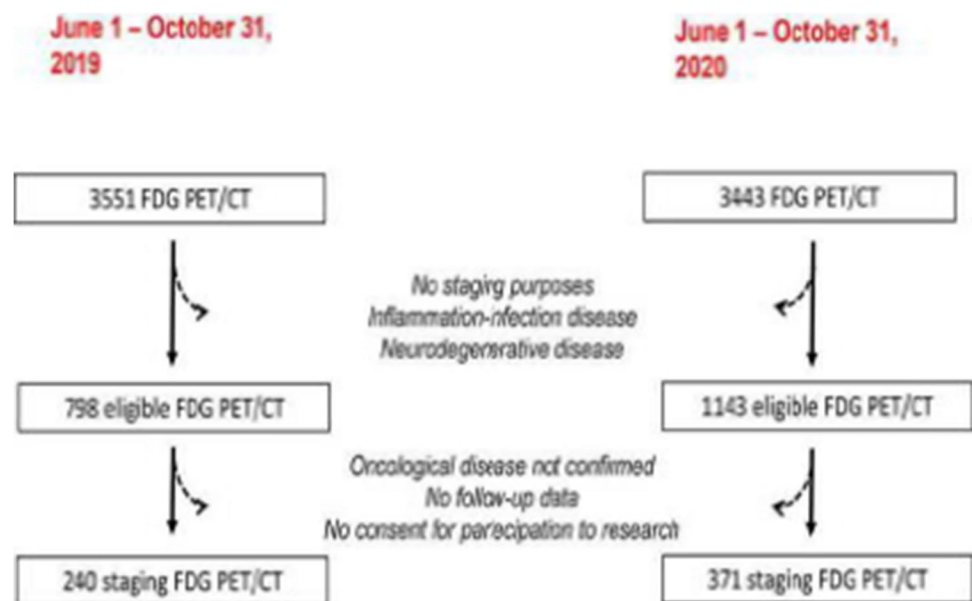 June 1 – October 31,
2019
June 1 – October 31,
2020
3551 FDG PET/CT
3443 FDG PET/CT
No staging purposes
Inflammation-infection disease
Neurodegenerative disease
798 eligible FDG PET/CT
1143 eligible FDG PET/CT
Oncological disease not confirmed
No follow-up data
No consent for parecipation to research
240 staging FDG PET/CT
371 staging FDG PET/CT